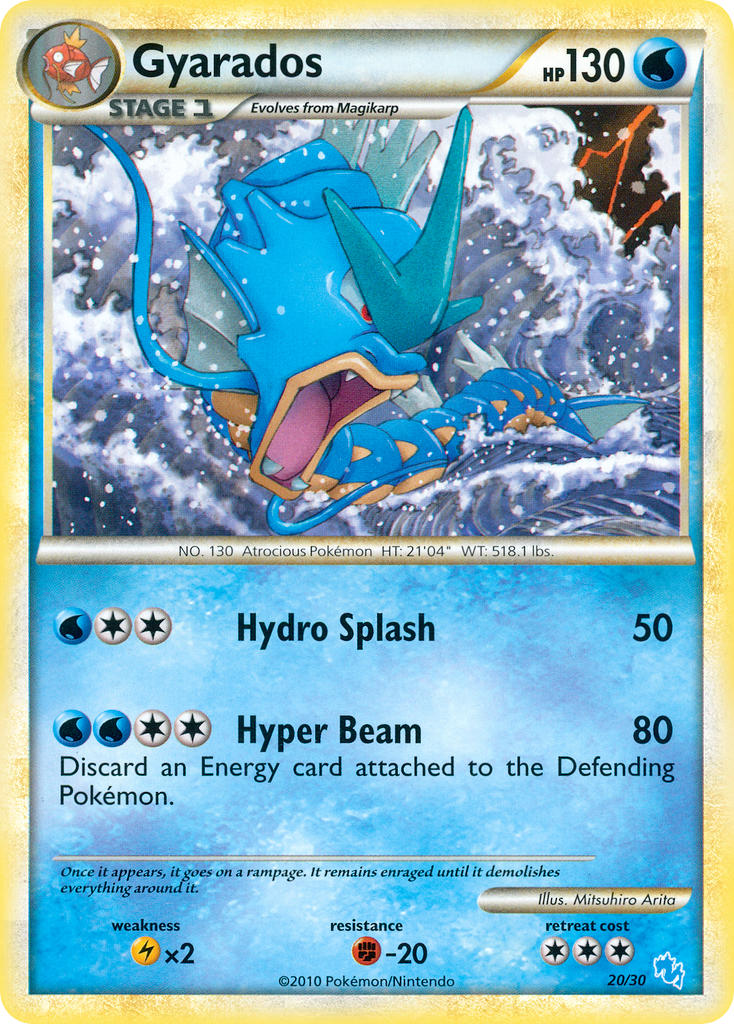 Gyarados
HP130
STAGE 1
Evolves from Magikarp
NO. 130 Atrocious Pokémon HT: 21'04" WT: 518.1 lbs.
Hydro Splash 50
Hyper Beam 80
Discard an Energy card attached to the Defending
Pokémon.
Once it appears, it goes on a rampage. It remains enraged until it demolishes
everything around it.
Illus. Mitsuhiro Arita
weakness resistance retreat cost
×2 -20
©2010 Pokémon/Nintendo 20/30